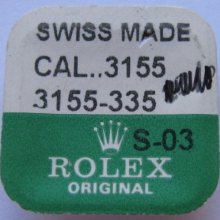 SWISS MADE
CAL..3155
3155-335
S-03
ROLEX
ORIGINAL